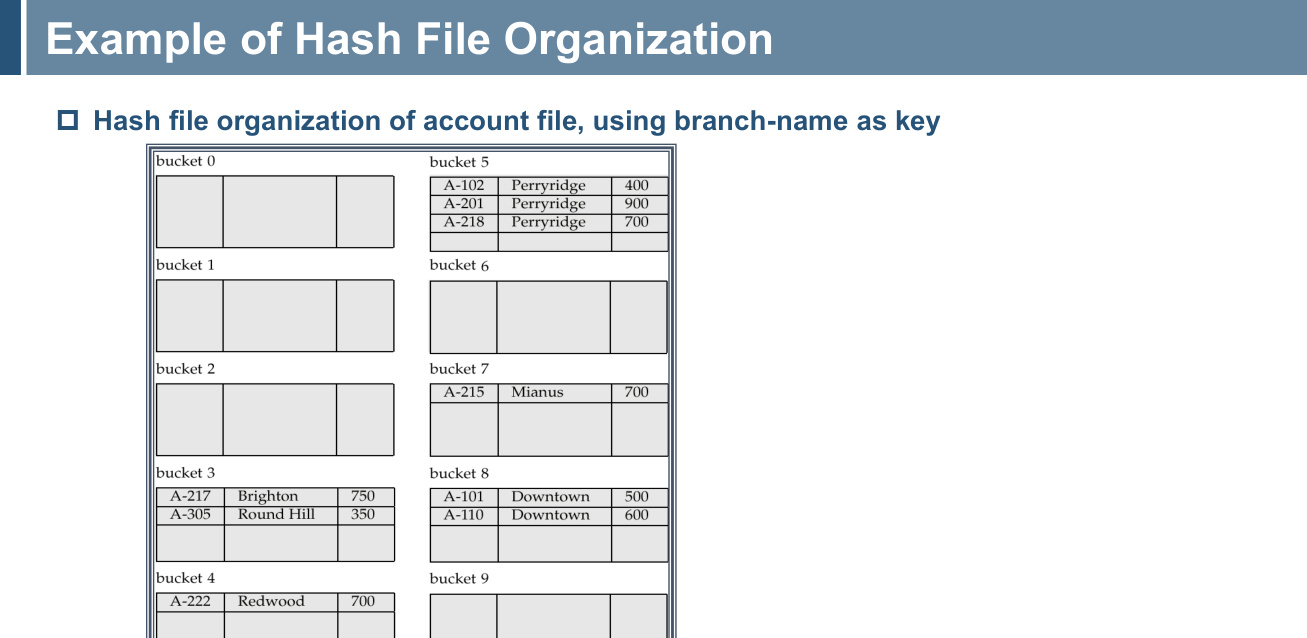 Example of Hash File Organization
Hash file organization of account file, using branch-name as key
bucket 0
bucket 1
bucket 2
bucket 3
A-217 Brighton 750
A-305 Round Hill 350
bucket 4
A-222 Redwood 700
bucket 5
A-102 Perryridge 400
A-201 Perryridge 900
A-218 Perryridge 700
bucket 6
bucket 7
A-215 Mianus 700
bucket 8
A-101 Downtown 500
A-110 Downtown 600
bucket 9